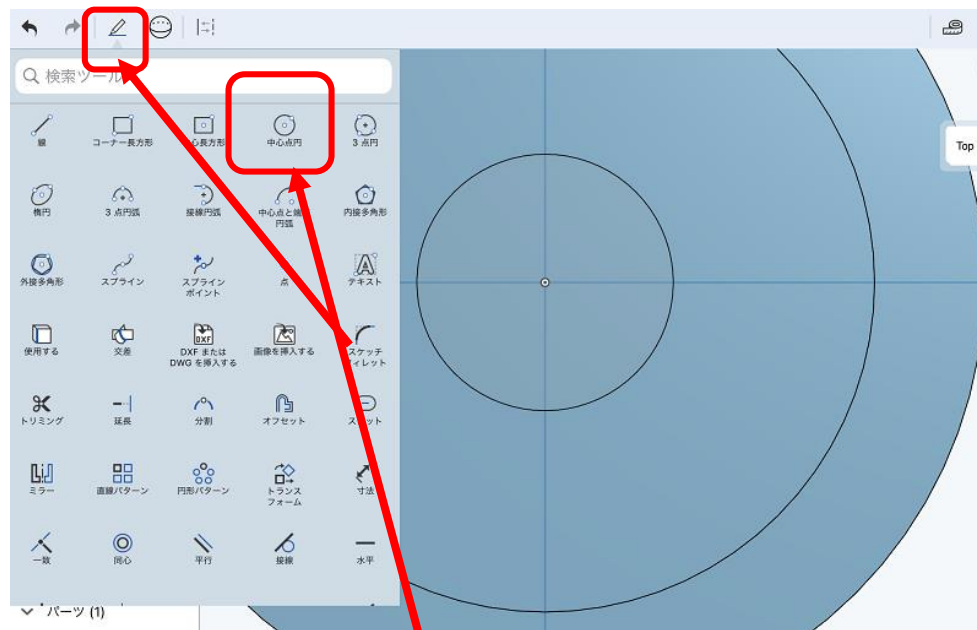 検索ツール
線
コーナー長方形
心長方形
中心点円
3 点円
楕円
3 点円弧
接線円弧
中心点と端
円弧
内接多角形
外接多角形
スプライン
スプライン
ポイント
点
テキスト
使用する
交差
DXF
DXF または
DWG を挿入する
画像を挿入する
スケッチ
ィレット
トリミング
延長
分割
オフセット
ミラー
直線パターン
円形パターン
トランス
フォーム
寸法
一致
同心
平行
接線
水平
パーツ (1)
Top